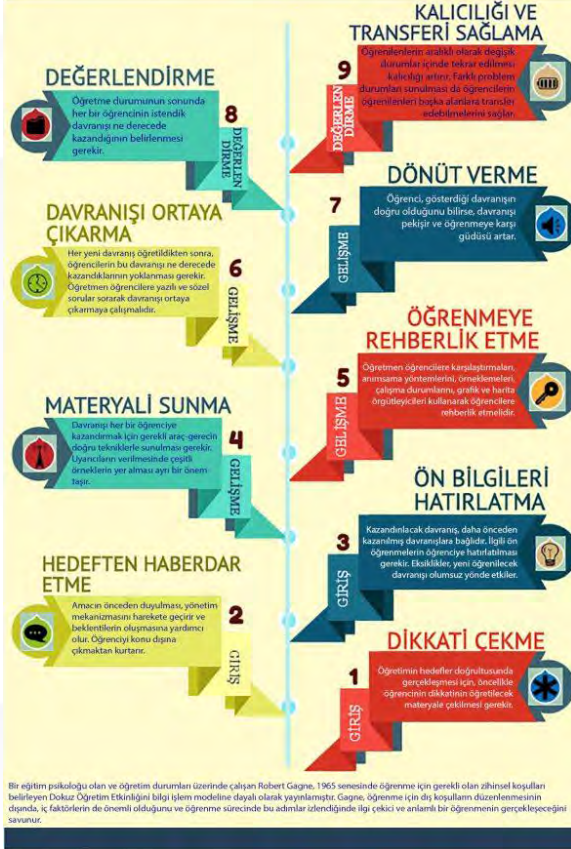 KALICILIĞI VE
TRANSFERİ SAĞLAMA
Öğrenilenlerin aralıklı olarak değişik
durumlar içinde tekrar edilmesi
kalıcılığı artırır. Farklı problem
durumları sunulması da öğrencilerin
öğrenilenleri başka alanlara transfer
edebilmelerini sağlar.
9
DEĞERLEN
DİRME
DEĞERLENDİRME
Öğretme durumunun sonunda
her bir öğrencinin istendik
davranışı ne derecede
kazandığının belirlenmesi
gerekir.
8
DEĞERLEN
DİRME
DÖNÜT VERME
Öğrenci, gösterdiği davranışın
doğru olduğunu bilirse, davranışı
pekişir ve öğrenmeye karşı
güdüsü artar.
7
GELİŞME
DAVRANIŞI ORTAYA
ÇIKARMA
Her yeni davranış öğretildikten sonra,
öğrencilerin bu davranışı ne derecede
kazandıklarının yoklanması gerekir.
Öğretmen öğrencilere yazılı ve sözel
sorular sorarak davranışı ortaya
çıkarmaya çalışmalıdır.
6
GELİŞME
ÖĞRENMEYE
REHBERLİK ETME
Öğretmen öğrencilere karşılaştırmaları,
anımsama yöntemlerini, örneklemeleri,
çalışma durumlarını, grafik ve harita
örgütleyicileri kullanarak öğrencilere
rehberlik etmelidir.
5
GELİŞME
MATERYALİ SUNMA
Davranışı her bir öğrenciye
kazandırmak için gerekli araç-gerecin
doğru tekniklerle sunulması gerekir.
Uyarıcıların verilmesinde çeşitli
örneklerin yer alması ayrı bir önem
taşır.
4
GELİŞME
ÖN BİLGİLERİ
HATIRLATMA
Kazandırılacak davranış, daha önceden
kazanılmış davranışlara bağlıdır. İlgili ön
öğrenmelerin öğrenciye hatırlatılması
gerekir. Eksiklikler, yeni öğrenilecek
davranışı olumsuz yönde etkiler.
3
GİRİŞ
HEDEFTEN HABERDAR
ETME
Amacın önceden duyulması, yönetim
mekanizmasını harekete geçirir ve
beklentilerin oluşmasına yardımcı
olur. Öğrenciyi konu dışına
çıkmaktan kurtarır.
2
GİRİŞ
DİKKATİ ÇEKME
Öğretimin hedefler doğrultusunda
gerçekleşmesi için, öncelikle
öğrencinin dikkatinin öğretilecek
materyale çekilmesi gerekir.
1
GİRİŞ
Bir eğitim psikoloğu olan ve öğretim durumları üzerinde çalışan Robert Gagne, 1965 senesinde öğrenme için gerekli olan zihinsel koşulları
belirleyen Dokuz Öğretim Etkinliğini bilgi işlem modeline dayalı olarak yayınlamıştır. Gagne, öğrenme için dış koşulların düzenlenmesinin
dışında, iç faktörlerin de önemli olduğunu ve öğrenme sürecinde bu adımlar izlendiğinde ilgi çekici ve anlamlı bir öğrenmenin gerçekleşeceğini
savunur.